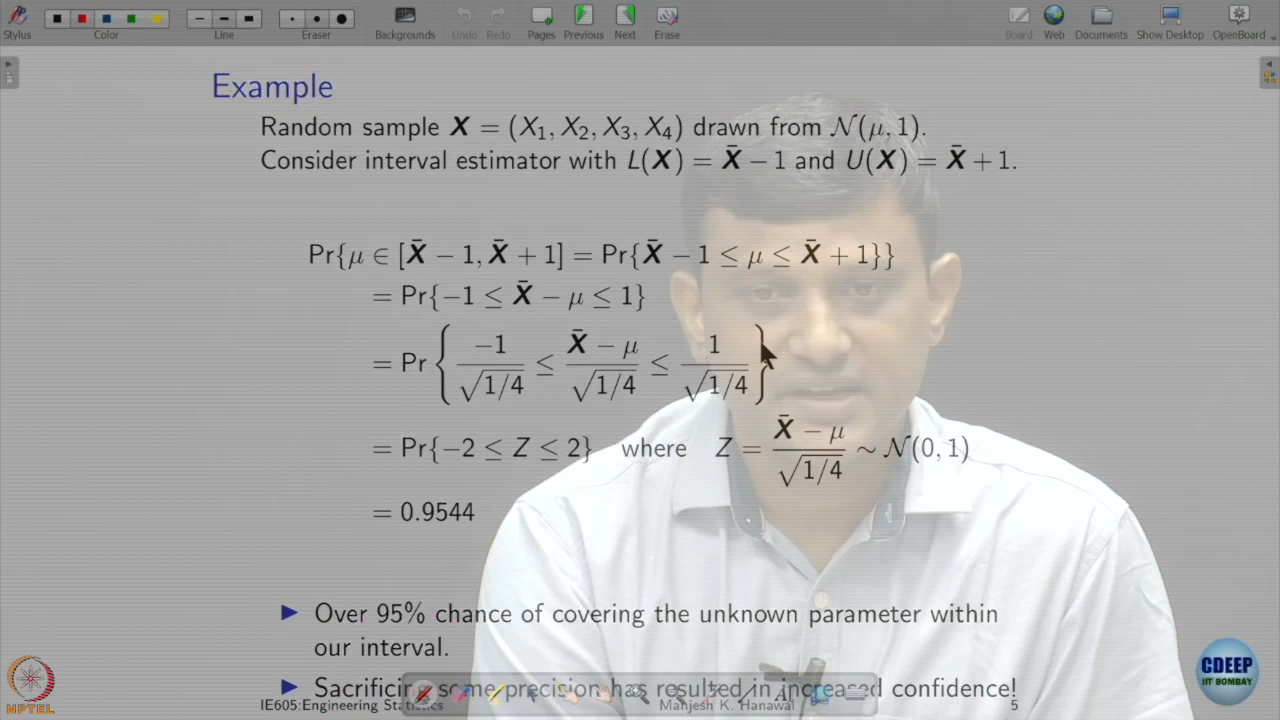 Stylus Color Line Eraser Backgrounds Undo Redo Pages Previous Next Erase Board Web Documents Show Desktop OpenBoard
Example
Random sample X = (X₁, X₂, X₃, X₄) drawn from 𝒩(μ, 1).
Consider interval estimator with L(X) = X̄ − 1 and U(X) = X̄ + 1.
Pr{μ ∈ [X̄ − 1, X̄ + 1] = Pr{X̄ − 1 ≤ μ ≤ X̄ + 1}}
= Pr{−1 ≤ X̄ − μ ≤ 1}
= Pr{ −1/√(1/4) ≤ (X̄ − μ)/√(1/4) ≤ 1/√(1/4) }
= Pr{−2 ≤ Z ≤ 2} where Z = (X̄ − μ)/√(1/4) ∼ 𝒩(0, 1)
= 0.9544
▶ Over 95% chance of covering the unknown parameter within
our interval.
▶ Sacrificing some precision has resulted in increased confidence!
IE605:Engineering Statistics Manjesh K. Hanawal 5
NPTEL
CDEEP
IIT BOMBAY